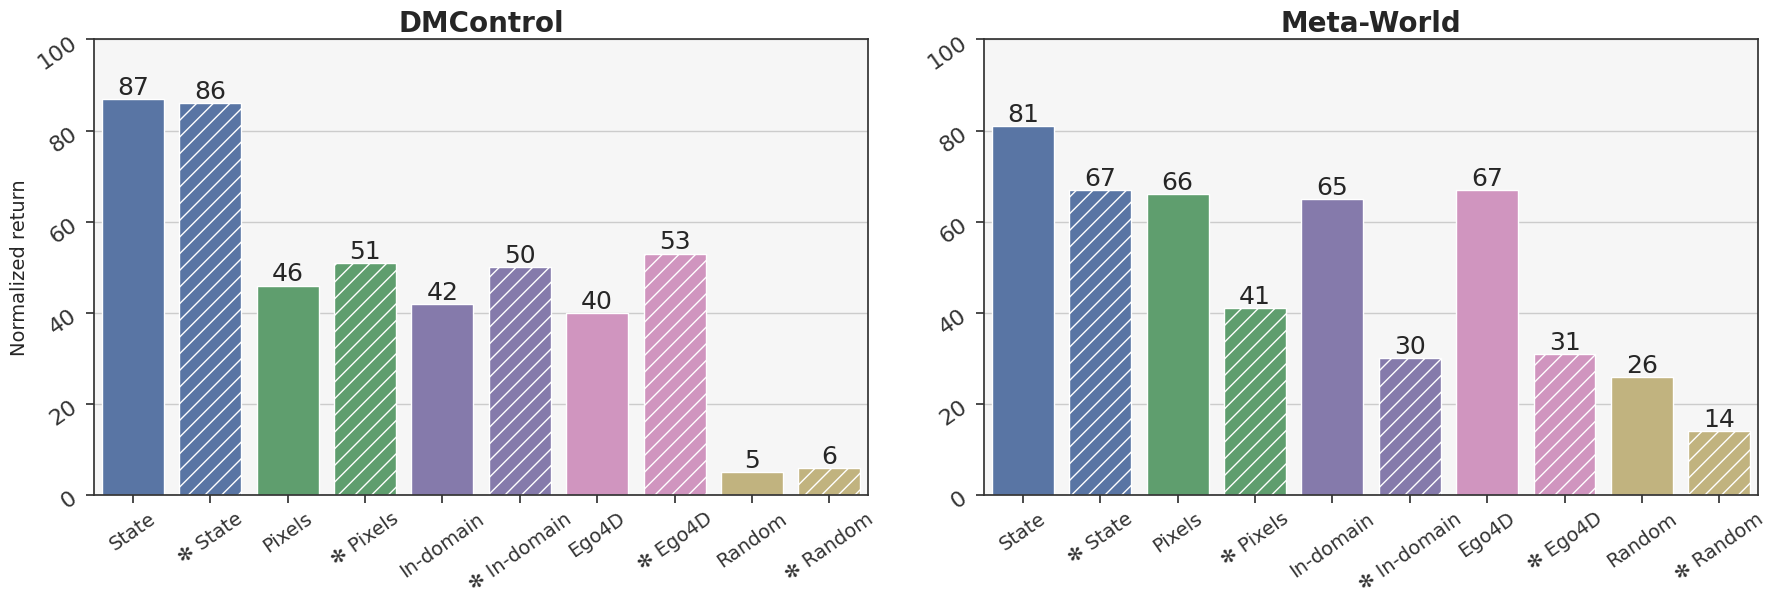 DMControl
Normalized return
100
80
60
40
20
0
87
86
46
51
42
50
40
53
5
6
State
✻ State
Pixels
✻ Pixels
In-domain
✻ In-domain
Ego4D
✻ Ego4D
Random
✻ Random
Meta-World
100
80
60
40
20
0
81
67
66
41
65
30
67
31
26
14
State
✻ State
Pixels
✻ Pixels
In-domain
✻ In-domain
Ego4D
✻ Ego4D
Random
✻ Random